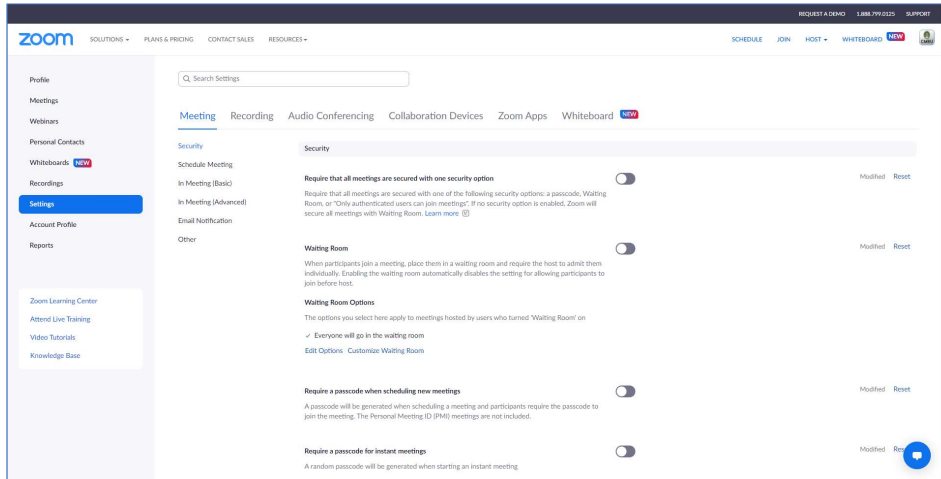 REQUEST A DEMO 1.888.799.0125 SUPPORT
zoom SOLUTIONS PLANS & PRICING CONTACT SALES RESOURCES SCHEDULE JOIN HOST WHITEBOARD NEW
Profile
Meetings
Webinars
Personal Contacts
Whiteboards NEW
Recordings
Settings
Account Profile
Reports
Zoom Learning Center
Attend Live Training
Video Tutorials
Knowledge Base
Search Settings
Meeting Recording Audio Conferencing Collaboration Devices Zoom Apps Whiteboard NEW
Security
Schedule Meeting
In Meeting (Basic)
In Meeting (Advanced)
Email Notification
Other
Security
Require that all meetings are secured with one security option Modified Reset
Require that all meetings are secured with one of the following security options: a passcode, Waiting
Room, or "Only authenticated users can join meetings". If no security option is enabled, Zoom will
secure all meetings with Waiting Room. Learn more
Waiting Room Modified Reset
When participants join a meeting, place them in a waiting room and require the host to admit them
individually. Enabling the waiting room automatically disables the setting for allowing participants to
join before host.
Waiting Room Options
The options you select here apply to meetings hosted by users who turned 'Waiting Room' on
Everyone will go in the waiting room
Edit Options Customize Waiting Room
Require a passcode when scheduling new meetings Modified Reset
A passcode will be generated when scheduling a meeting and participants require the passcode to
join the meeting. The Personal Meeting ID (PMI) meetings are not included.
Require a passcode for instant meetings Modified
A random passcode will be generated when starting an instant meeting